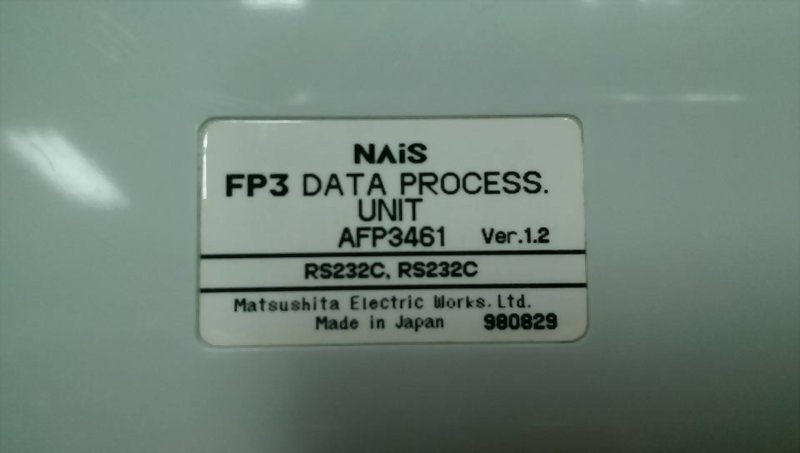 NAiS
FP3 DATA PROCESS.
UNIT
AFP3461 Ver.1.2
RS232C, RS232C
Matsushita Electric Works.Ltd.
Made in Japan 980829